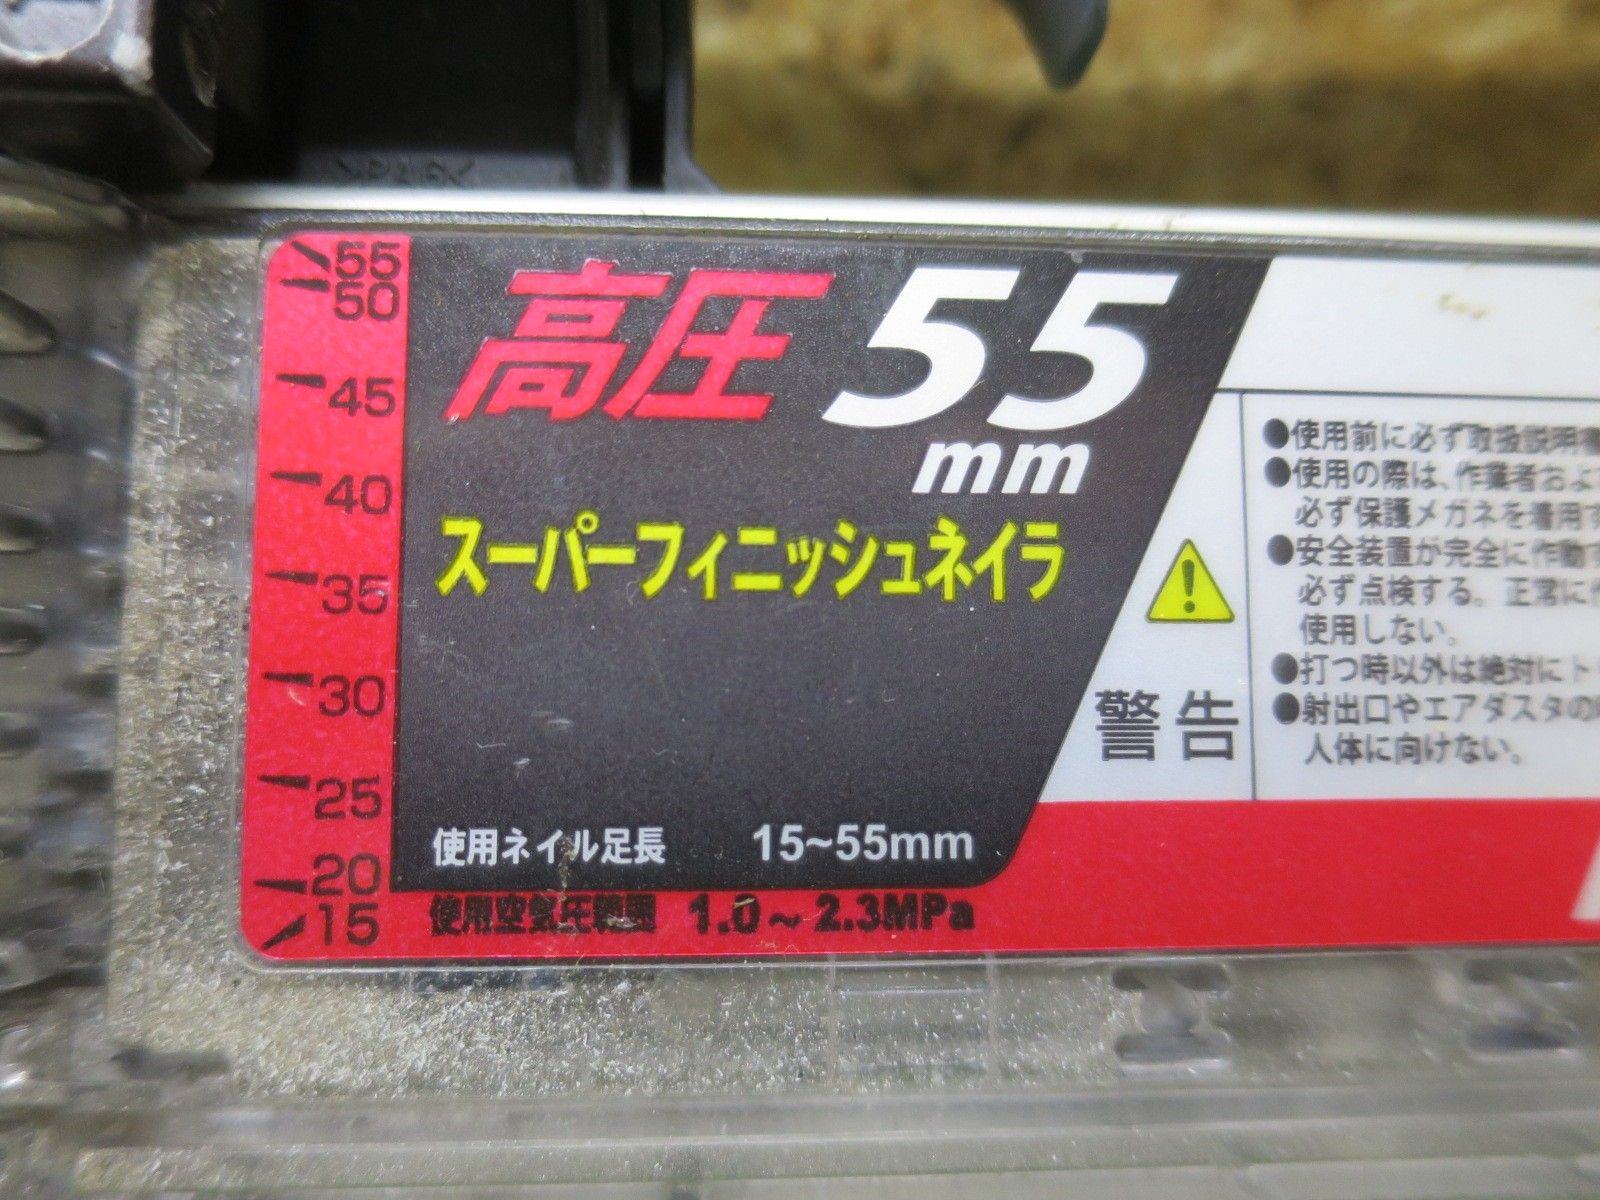 >PA6<
55
50
45
40
35
30
25
20
15
高圧 55
mm
スーパーフィニッシュネイラ
使用ネイル足長 15~55mm
使用空気圧範囲 1.0~2.3MPa
警告
●使用前に必ず取扱説明
●使用の際は、作業者およ
必ず保護メガネを着用す
●安全装置が完全に作動す
必ず点検する。正常に作
使用しない。
●打つ時以外は絶対にト
●射出口やエアダスタの
人体に向けない。